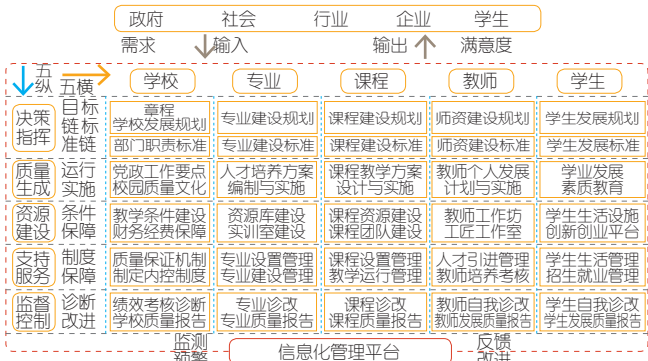 政府 社会 行业 企业 学生
需求 输入 输出 满意度
五纵 五横 学校 专业 课程 教师 学生
决策指挥 目标链标准链
章程
学校发展规划 专业建设规划 课程建设规划 师资建设规划 学生发展规划
部门职责标准 专业建设标准 课程建设标准 师资建设标准 学生发展标准
质量 运行 党政工作要点 人才培养方案 课程教学方案 教师个人发展 学业发展
生成 实施 校园质量文化 编制与实施 设计与实施 计划与实施 素质教育
资源 条件 教学条件建设 资源库建设 课程资源建设 教师工作坊 学生生活设施
建设 保障 财务经费保障 实训室建设 课程团队建设 工匠工作室 创新创业平台
支持 制度 质量保证机制 专业设置管理 课程设置管理 人才引进管理 学生生活管理
服务 保障 制定内控制度 专业建设管理 教学运行管理 教师培养考核 招生就业管理
监督 诊断 绩效考核诊断 专业诊改 课程诊改 教师自我诊改 学生自我诊改
控制 改进 学校质量报告 专业质量报告 课程质量报告 教师发展质量报告 学生发展质量报告
监测 反馈
预警 信息化管理平台 改进